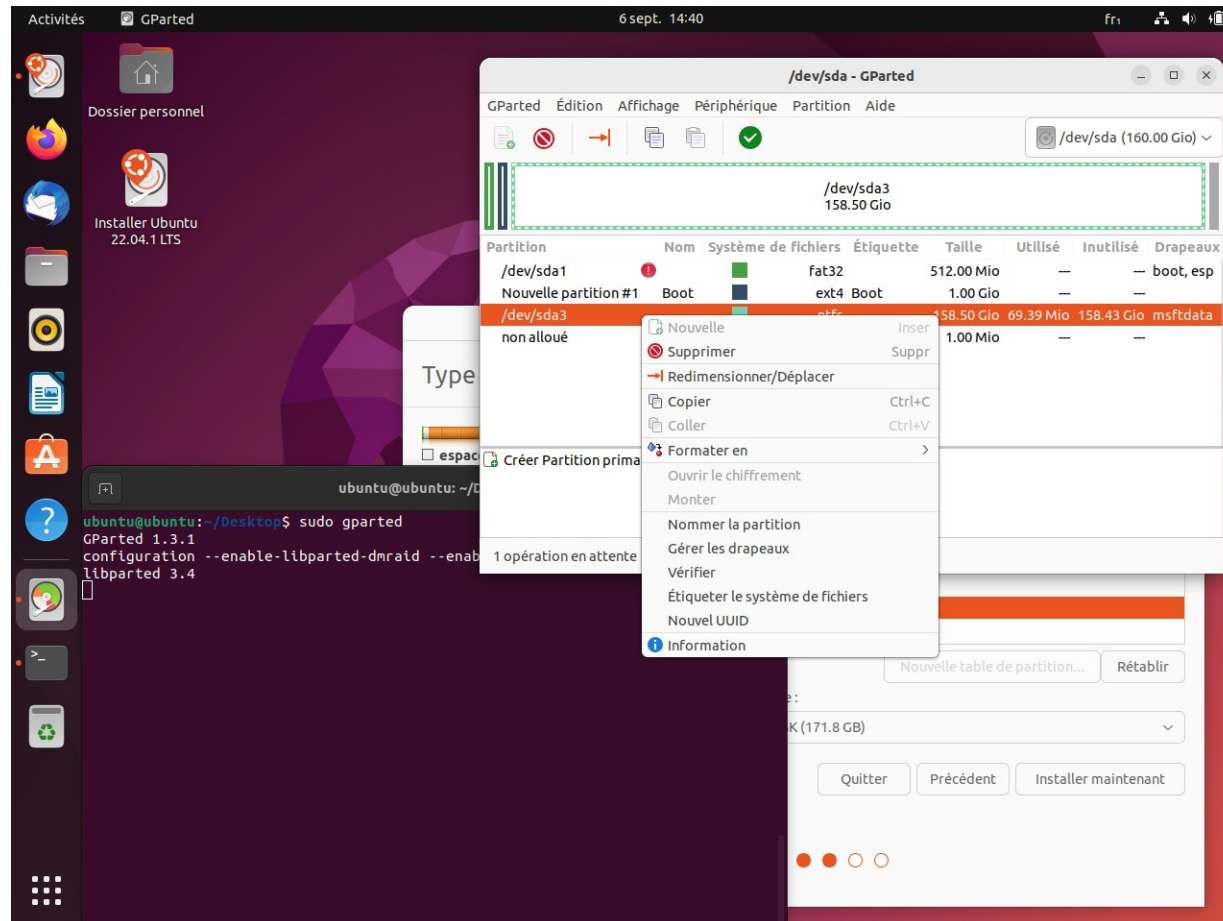 Activités GParted 6 sept. 14:40 fr₁
Dossier personnel
Installer Ubuntu
22.04.1 LTS
/dev/sda - GParted
GParted Édition Affichage Périphérique Partition Aide
/dev/sda (160.00 Gio)
/dev/sda3
158.50 Gio
Partition Nom Système de fichiers Étiquette Taille Utilisé Inutilisé Drapeaux
/dev/sda1 fat32 512.00 Mio --- --- boot, esp
Nouvelle partition #1 Boot ext4 Boot 1.00 Gio --- ---
/dev/sda3 ntfs 158.50 Gio 69.39 Mio 158.43 Gio msftdata
non alloué 1.00 Mio --- ---
Nouvelle Inser
Supprimer Suppr
Redimensionner/Déplacer
Copier Ctrl+C
Coller Ctrl+V
Formater en
Ouvrir le chiffrement
Monter
Nommer la partition
Gérer les drapeaux
Vérifier
Étiqueter le système de fichiers
Nouvel UUID
Information
Créer Partition prima
1 opération en attente
Type
espac
ubuntu@ubuntu: ~/D
ubuntu@ubuntu:~/Desktop$ sudo gparted
GParted 1.3.1
configuration --enable-libparted-dmraid --enab
libparted 3.4
Nouvelle table de partition... Rétablir
e :
K (171.8 GB)
Quitter Précédent Installer maintenant